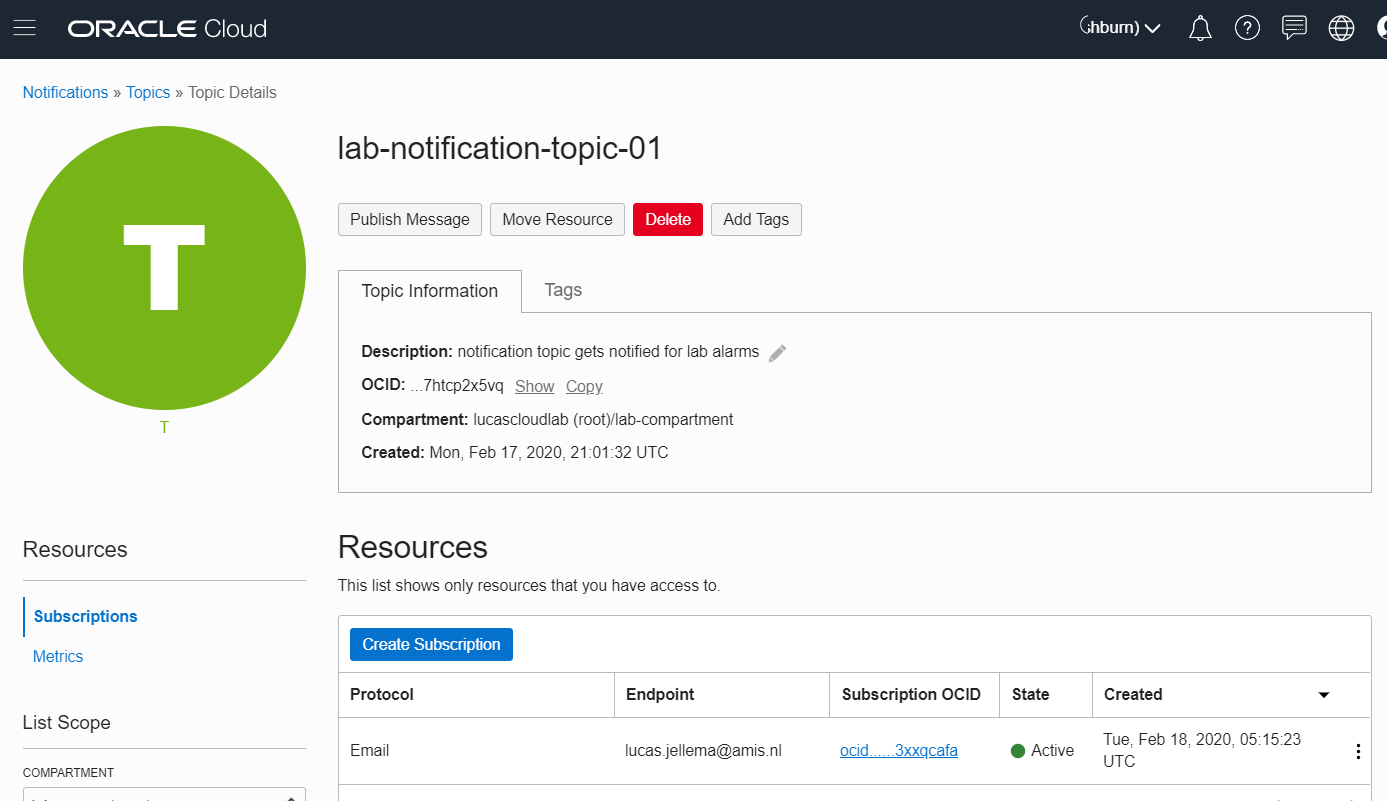 ORACLE Cloud
hburn)
Notifications » Topics » Topic Details
T
T
lab-notification-topic-01
Publish Message Move Resource Delete Add Tags
Topic Information Tags
Description: notification topic gets notified for lab alarms
OCID: ...7htcp2x5vq Show Copy
Compartment: lucascloudlab (root)/lab-compartment
Created: Mon, Feb 17, 2020, 21:01:32 UTC
Resources
Subscriptions
Metrics
List Scope
COMPARTMENT
Resources
This list shows only resources that you have access to.
Create Subscription
Protocol Endpoint Subscription OCID State Created
Email lucas.jellema@amis.nl ocid......3xxqcafa Active Tue, Feb 18, 2020, 05:15:23
UTC